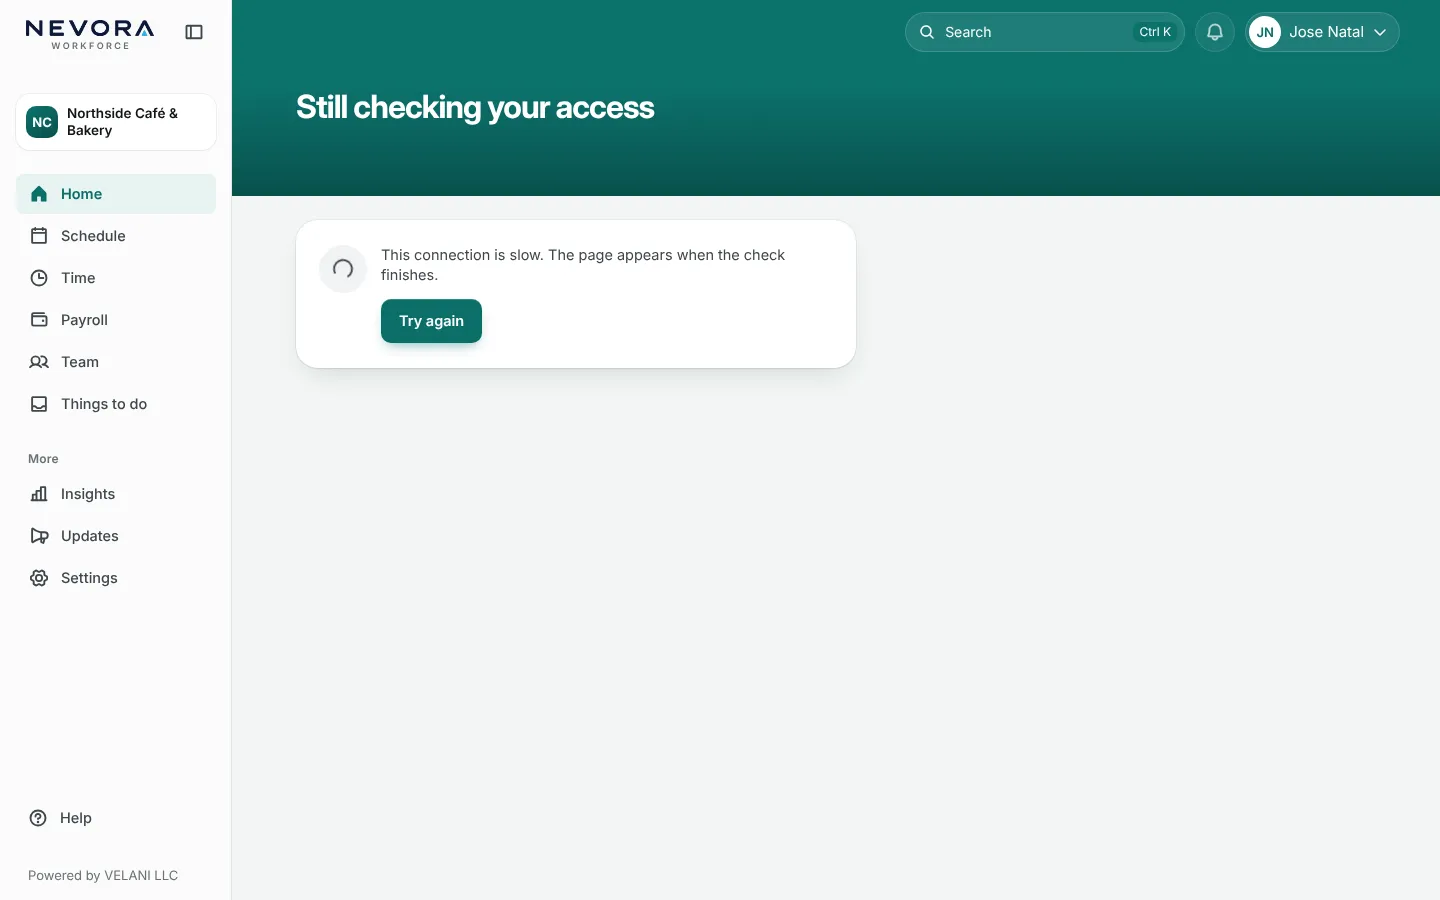 NEVORA
WORKFORCE
Search
Ctrl K
JN
Jose Natal
NC
Northside Café &
Bakery
Still checking your access
Home
Schedule
Time
Payroll
Team
Things to do
More
Insights
Updates
Settings
This connection is slow. The page appears when the check
finishes.
Try again
Help
Powered by VELANI LLC